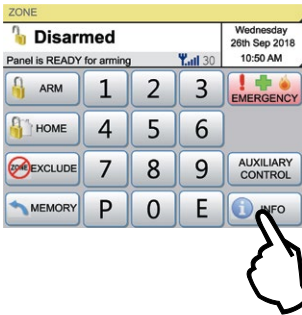 ZONE
Disarmed
Panel is READY for arming
30
Wednesday
26th Sep 2018
10:50 AM
ARM
1
2
3
EMERGENCY
HOME
4
5
6
ZONE
EXCLUDE
7
8
9
AUXILIARY
CONTROL
MEMORY
P
0
E
i
INFO